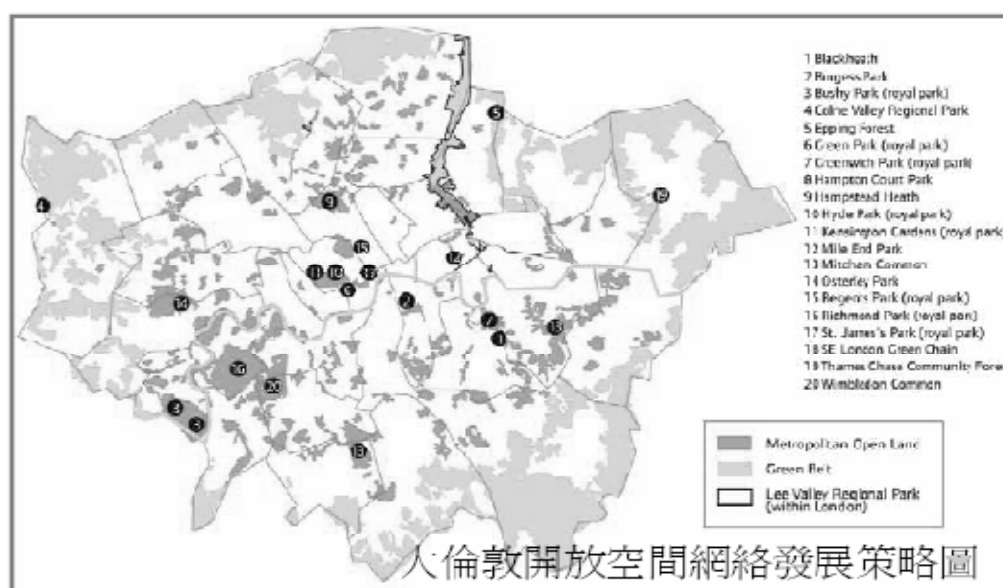 1 Blackheath
2 Burgess Park
3 Bushy Park (royal park)
4 Colne Valley Regional Park
5 Epping Forest
6 Green Park (royal park)
7 Greenwich Park (royal park)
8 Hampton Court Park
9 Hampstead Heath
10 Hyde Park (royal park)
11 Kensington Gardens (royal park)
12 Mile End Park
13 Mitcham Common
14 Osterley Park
15 Regents Park (royal park)
16 Richmond Park (royal park)
17 St. James's Park (royal park)
18 SE London Green Chain
19 Thames Chase Community
20 Wimbledon Common
Metropolitan Open Land
Green Belt
Lee Valley Regional Park
(within London)
大倫敦開放空間網絡發展策略圖